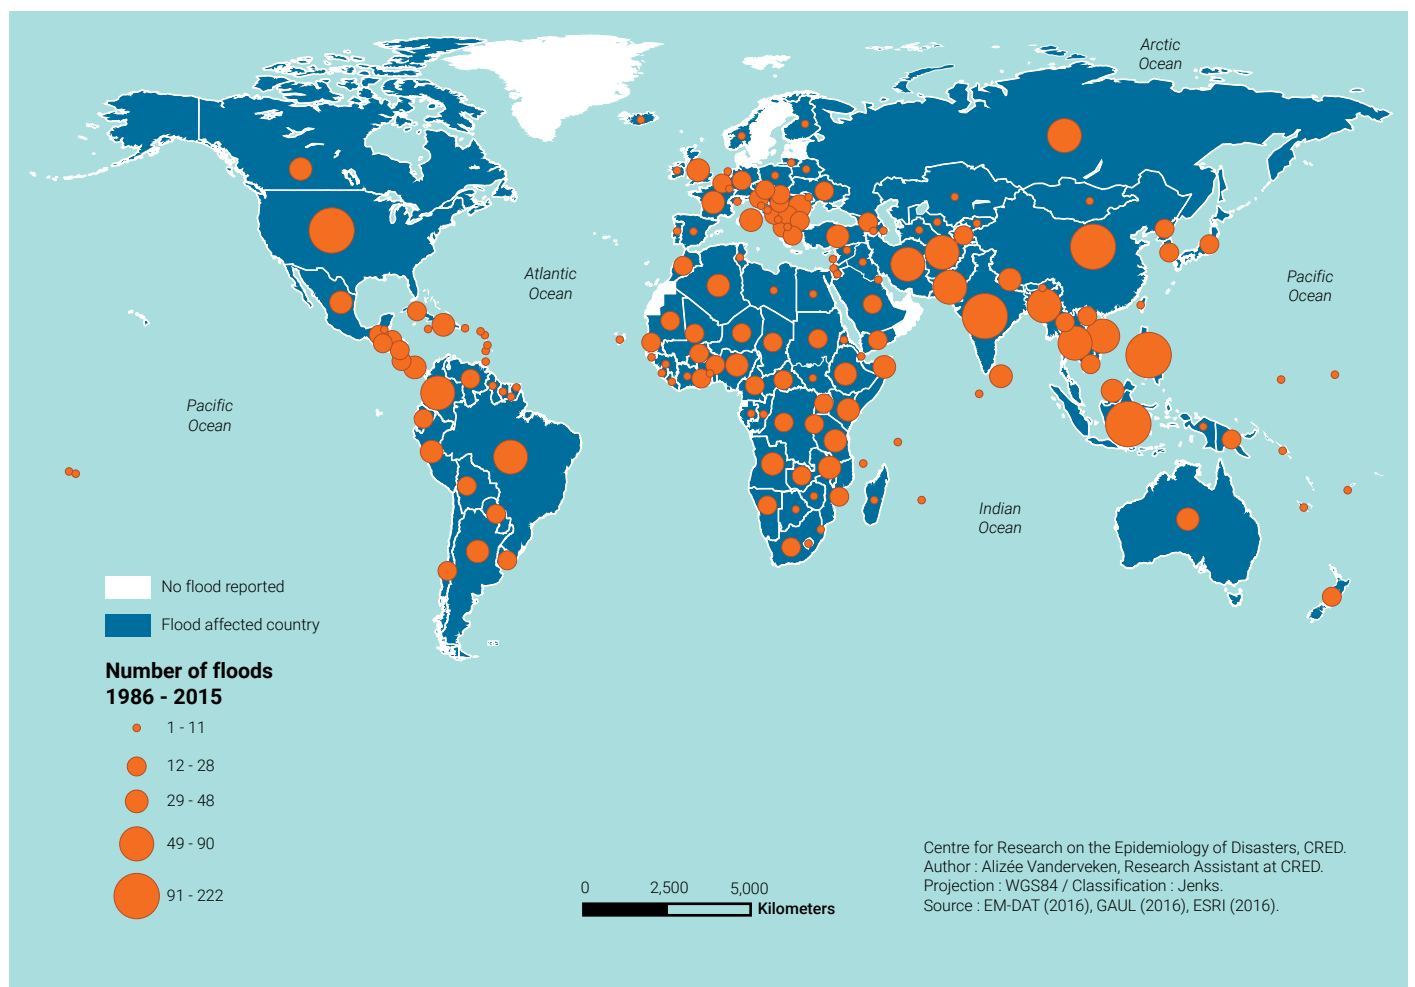 Arctic
Ocean
Atlantic
Ocean
Pacific
Ocean
Pacific
Ocean
Indian
Ocean
No flood reported
Flood affected country
Number of floods
1986 - 2015
1 - 11
12 - 28
29 - 48
49 - 90
91 - 222
0 2,500 5,000
Kilometers
Centre for Research on the Epidemiology of Disasters, CRED.
Author : Alizée Vanderveken, Research Assistant at CRED.
Projection : WGS84 / Classification : Jenks.
Source : EM-DAT (2016), GAUL (2016), ESRI (2016).